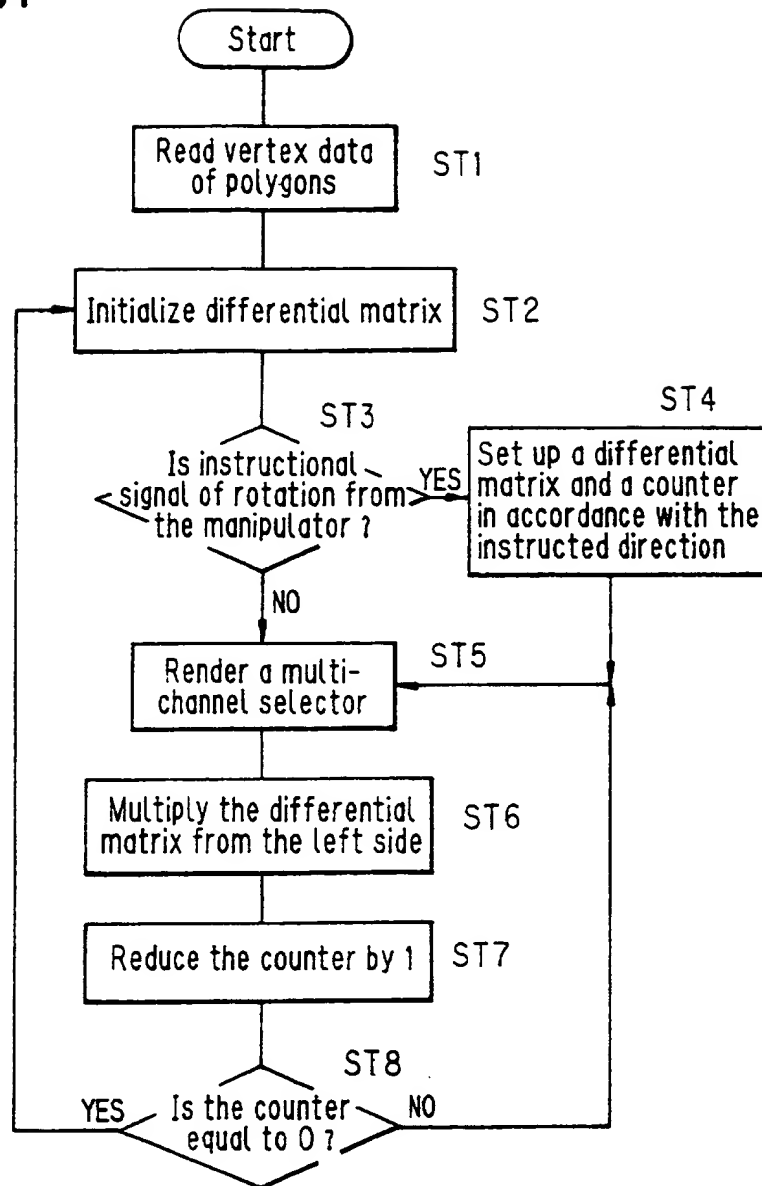 Start
Read vertex data
of polygons
ST1
Initialize differential matrix
ST2
ST3
Is instructional
signal of rotation from
the manipulator ?
YES
ST4
Set up a differential
matrix and a counter
in accordance with the
instructed direction
NO
Render a multi-
channel selector
ST5
Multiply the differential
matrix from the left side
ST6
Reduce the counter by 1
ST7
ST8
YES
Is the counter
equal to 0 ?
NO